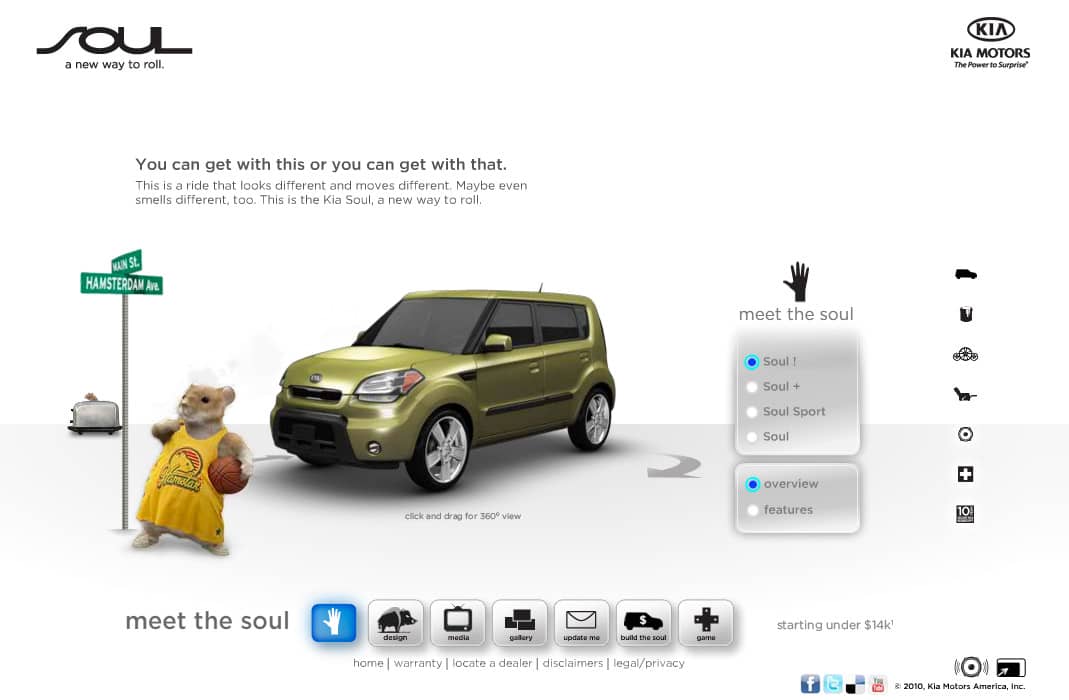 SOUL
a new way to roll.
KIA
KIA MOTORS
The Power to Surprise®
You can get with this or you can get with that.
This is a ride that looks different and moves different. Maybe even
smells different, too. This is the Kia Soul, a new way to roll.
MAIN St.
HAMSTERDAM Ave.
Hamstar
meet the soul
Soul !
Soul +
Soul Sport
Soul
overview
features
10
click and drag for 360º view
meet the soul
design
media
gallery
update me
$
build the soul
game
starting under $14k¹
home | warranty | locate a dealer | disclaimers | legal/privacy
f
t
You
Tube
© 2010, Kia Motors America, Inc.